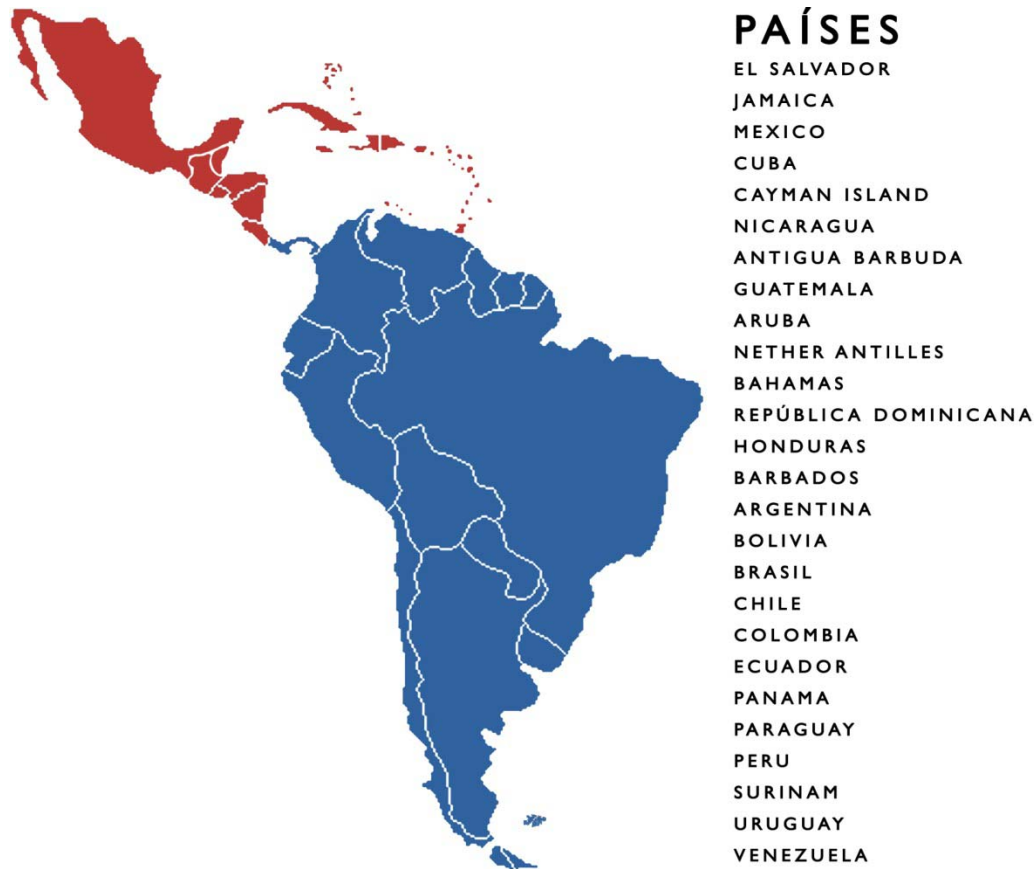 PAÍSES
EL SALVADOR
JAMAICA
MEXICO
CUBA
CAYMAN ISLAND
NICARAGUA
ANTIGUA BARBUDA
GUATEMALA
ARUBA
NETHER ANTILLES
BAHAMAS
REPÚBLICA DOMINICANA
HONDURAS
BARBADOS
ARGENTINA
BOLIVIA
BRASIL
CHILE
COLOMBIA
ECUADOR
PANAMA
PARAGUAY
PERU
SURINAM
URUGUAY
VENEZUELA